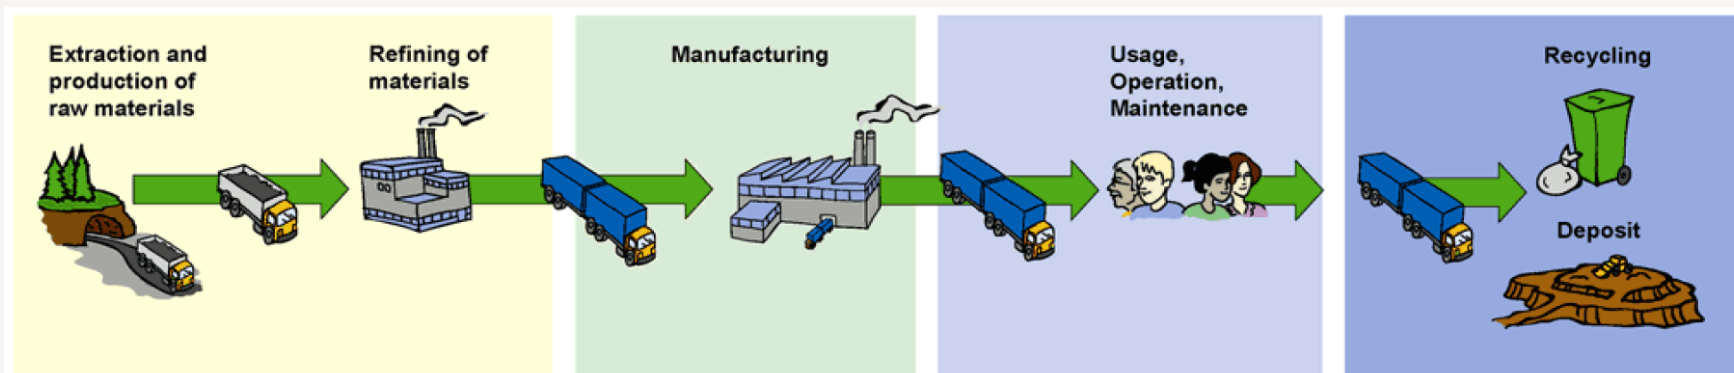 Extraction and
production of
raw materials
Refining of
materials
Manufacturing
Usage,
Operation,
Maintenance
Recycling
Deposit